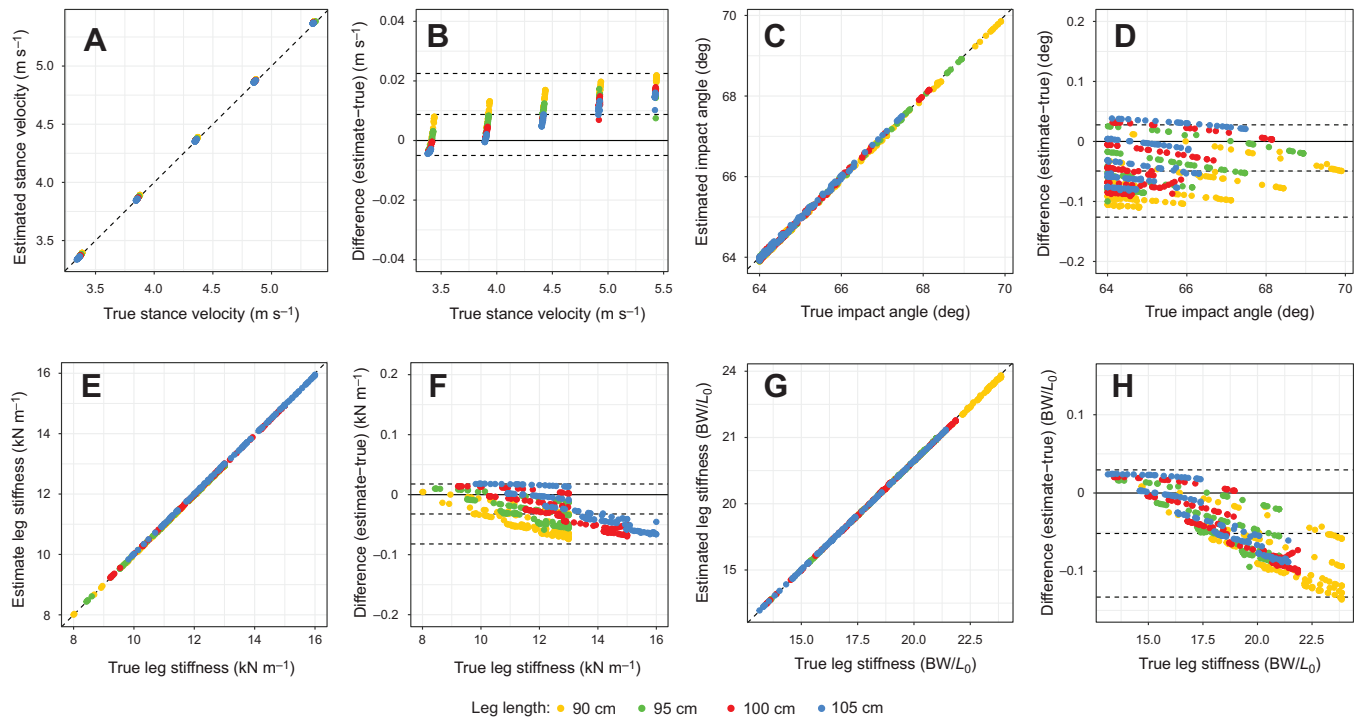 A
Estimated stance velocity (m s⁻¹)
5.0
4.5
4.0
3.5
3.5 4.0 4.5 5.0
True stance velocity (m s⁻¹)
B
Difference (estimate–true) (m s⁻¹)
0.04
0.02
0
–0.02
–0.04
3.5 4.0 4.5 5.0 5.5
True stance velocity (m s⁻¹)
C
Estimated impact angle (deg)
70
68
66
64
64 66 68 70
True impact angle (deg)
D
Difference (estimate–true) (deg)
0.2
0.1
0
–0.1
–0.2
64 66 68 70
True impact angle (deg)
E
Estimate leg stiffness (kN m⁻¹)
16
14
12
10
8
8 10 12 14 16
True leg stiffness (kN m⁻¹)
F
Difference (estimate–true) (kN m⁻¹)
0.2
0.1
0
–0.1
–0.2
8 10 12 14 16
True leg stiffness (kN m⁻¹)
G
Estimated leg stiffness (BW/L₀)
24
21
20
15
15.0 17.5 20.0 22.5
True leg stiffness (BW/L₀)
H
Difference (estimate–true) (BW/L₀)
0.1
0
–0.1
15.0 17.5 20.0 22.5
True leg stiffness (BW/L₀)
Leg length: 90 cm 95 cm 100 cm 105 cm